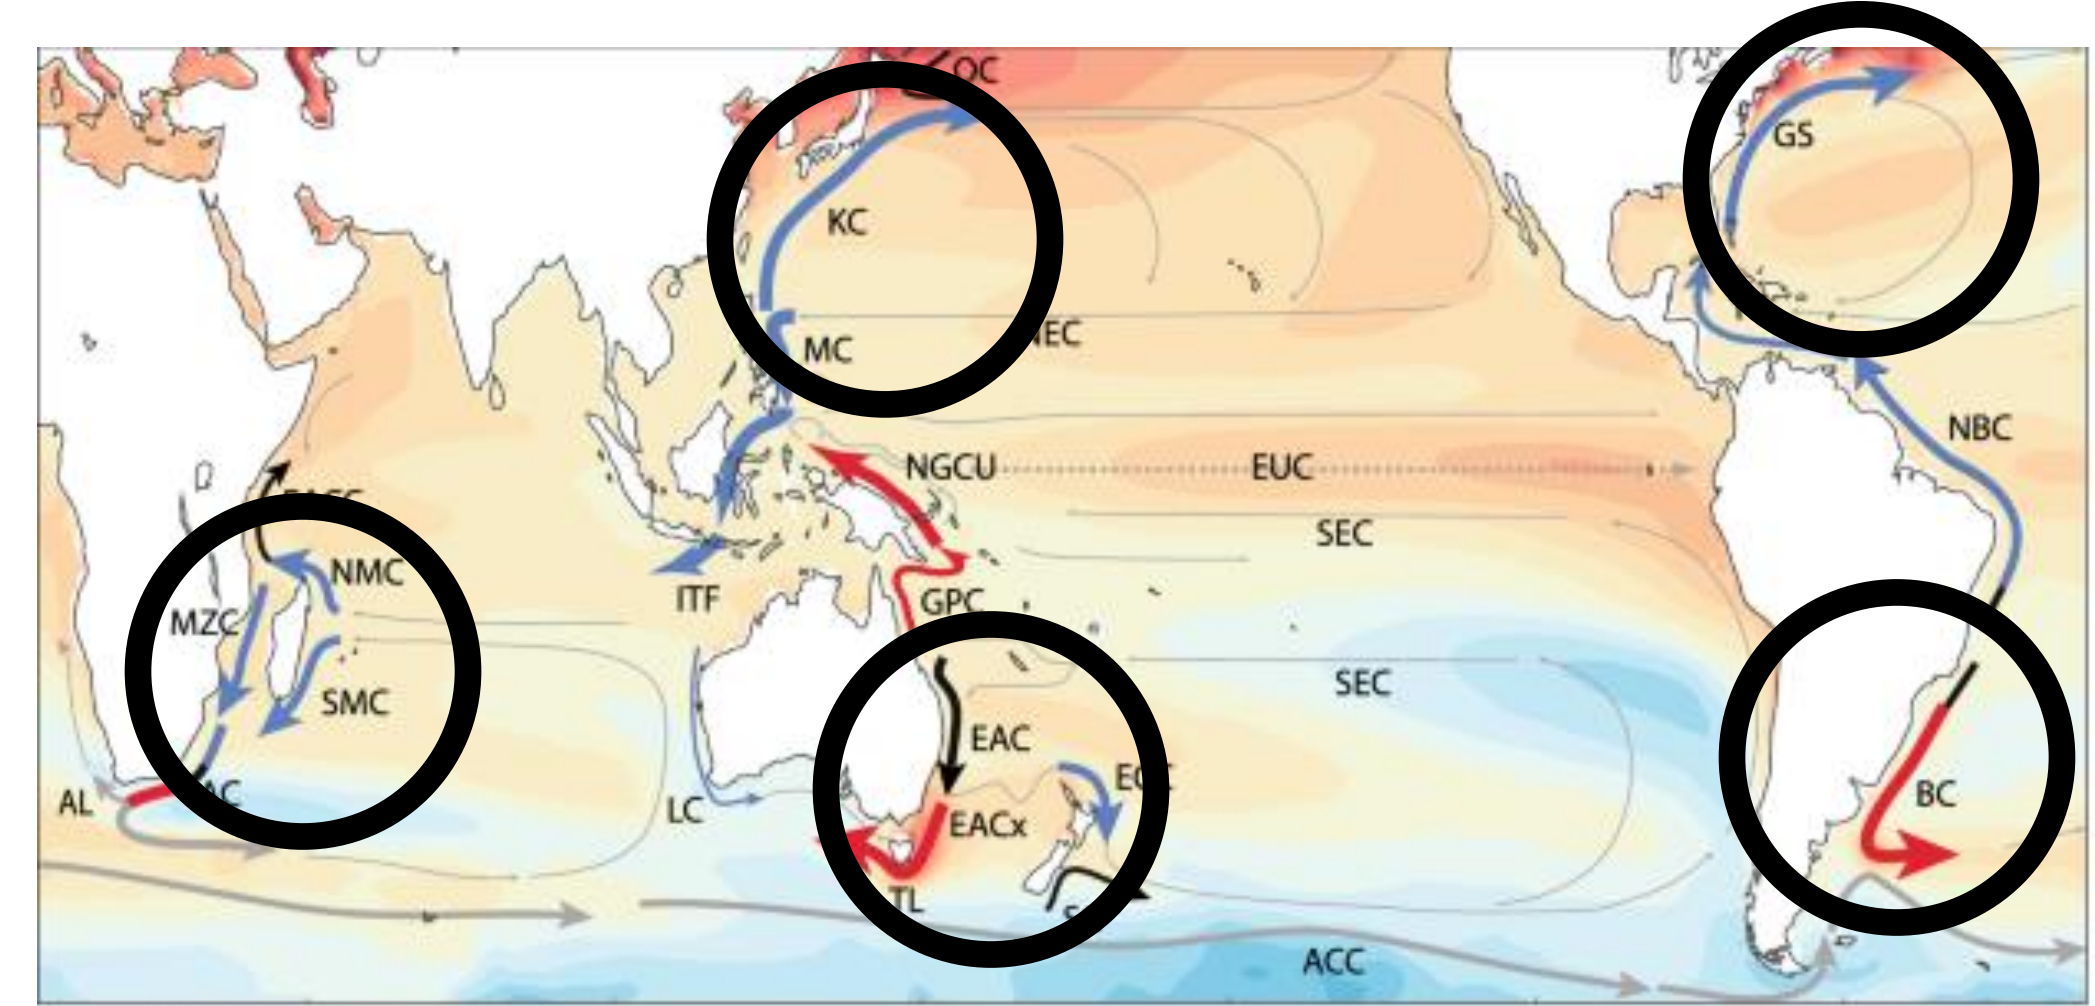 OC
GS
KC
NEC
MC
NBC
NGCU
EUC
SEC
NMC
ITF
GPC
MZC
SEC
SMC
EAC
BC
AL
LC
EACx
TL
ACC